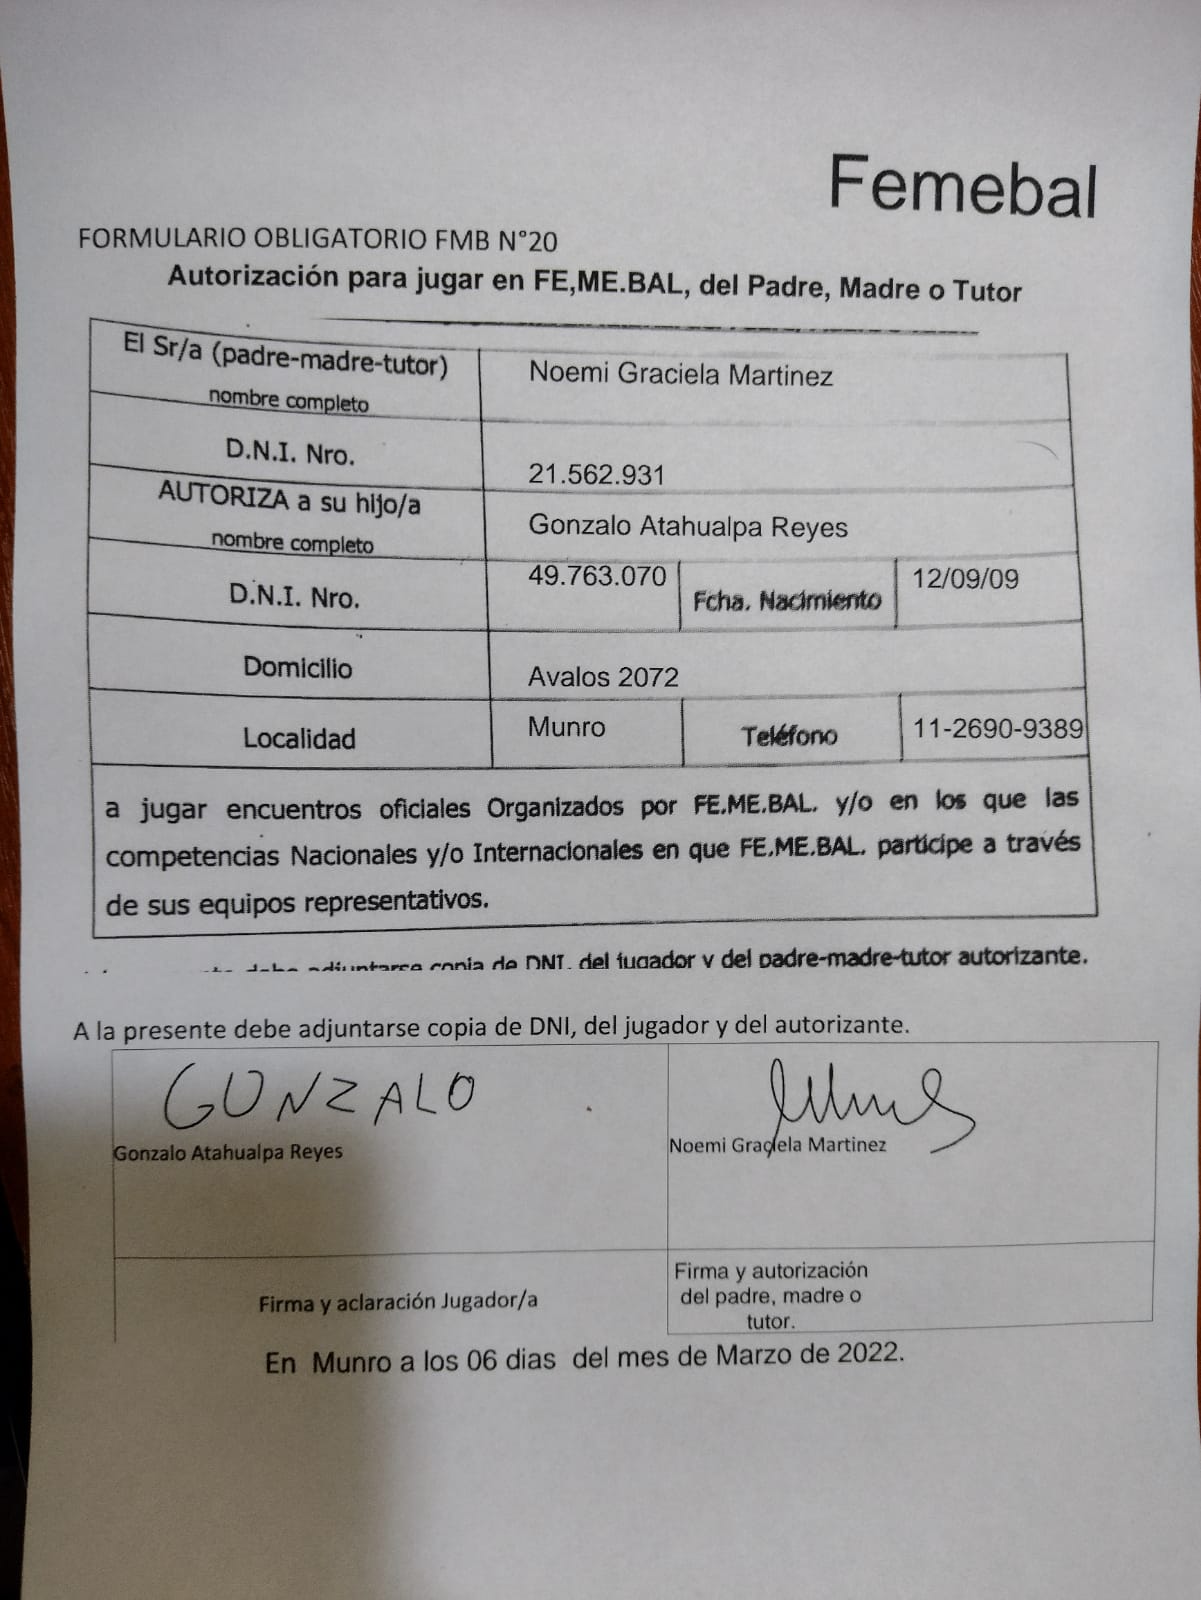 Femebal
FORMULARIO OBLIGATORIO FMB N°20
Autorización para jugar en FE,ME.BAL, del Padre, Madre o Tutor
El Sr/a (padre-madre-tutor)
nombre completo
Noemi Graciela Martinez
D.N.I. Nro.
21.562.931
AUTORIZA a su hijo/a
nombre completo
Gonzalo Atahualpa Reyes
D.N.I. Nro.
49.763.070
Fcha. Nacimiento
12/09/09
Domicilio
Avalos 2072
Localidad
Munro
Teléfono
11-2690-9389
a jugar encuentros oficiales Organizados por FE.ME.BAL. y/o en los que las
competencias Nacionales y/o Internacionales en que FE.ME.BAL. participe a través
de sus equipos representativos.
debe adjuntarse copia de DNI, del jugador y del padre-madre-tutor autorizante.
A la presente debe adjuntarse copia de DNI, del jugador y del autorizante.
GONZALO
Gonzalo Atahualpa Reyes
Noemi Graciela Martinez
Firma y aclaración Jugador/a
Firma y autorización
del padre, madre o
tutor.
En Munro a los 06 dias del mes de Marzo de 2022.